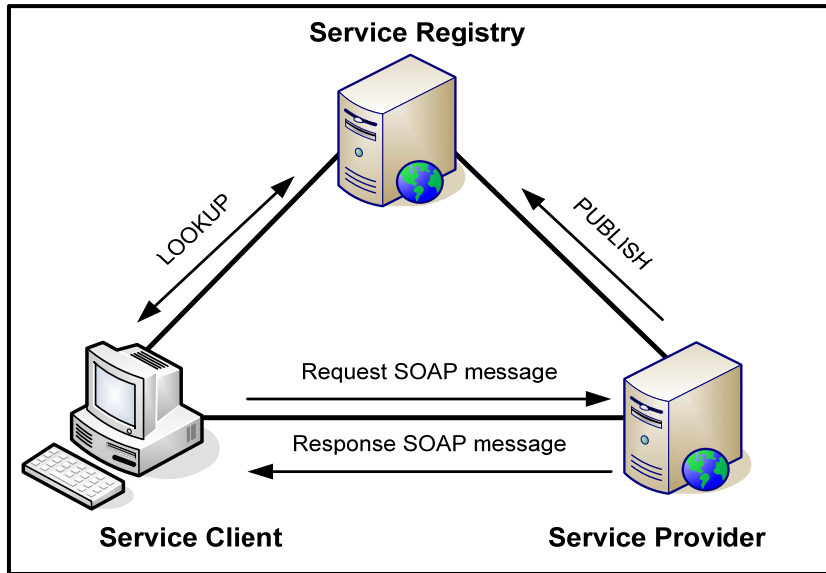 Service Registry
LOOKUP
PUBLISH
Request SOAP message
Response SOAP message
Service Client
Service Provider